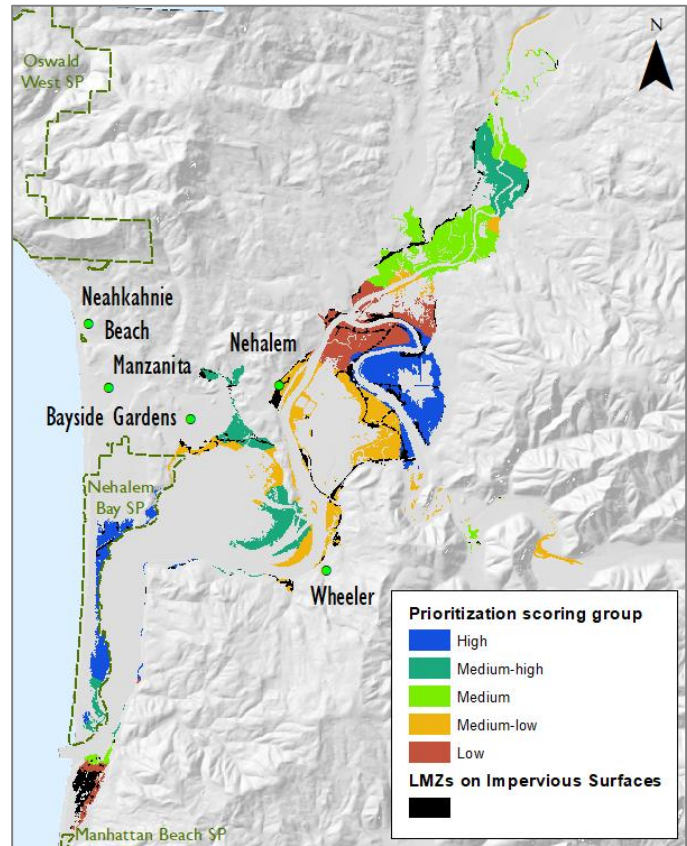 N
Oswald
West SP
Neahkahnie
Beach
Manzanita
Nehalem
Bayside Gardens
Nehalem
Bay SP
Wheeler
Prioritization scoring group
High
Medium-high
Medium
Medium-low
Low
LMZs on Impervious Surfaces
Manhattan Beach SP